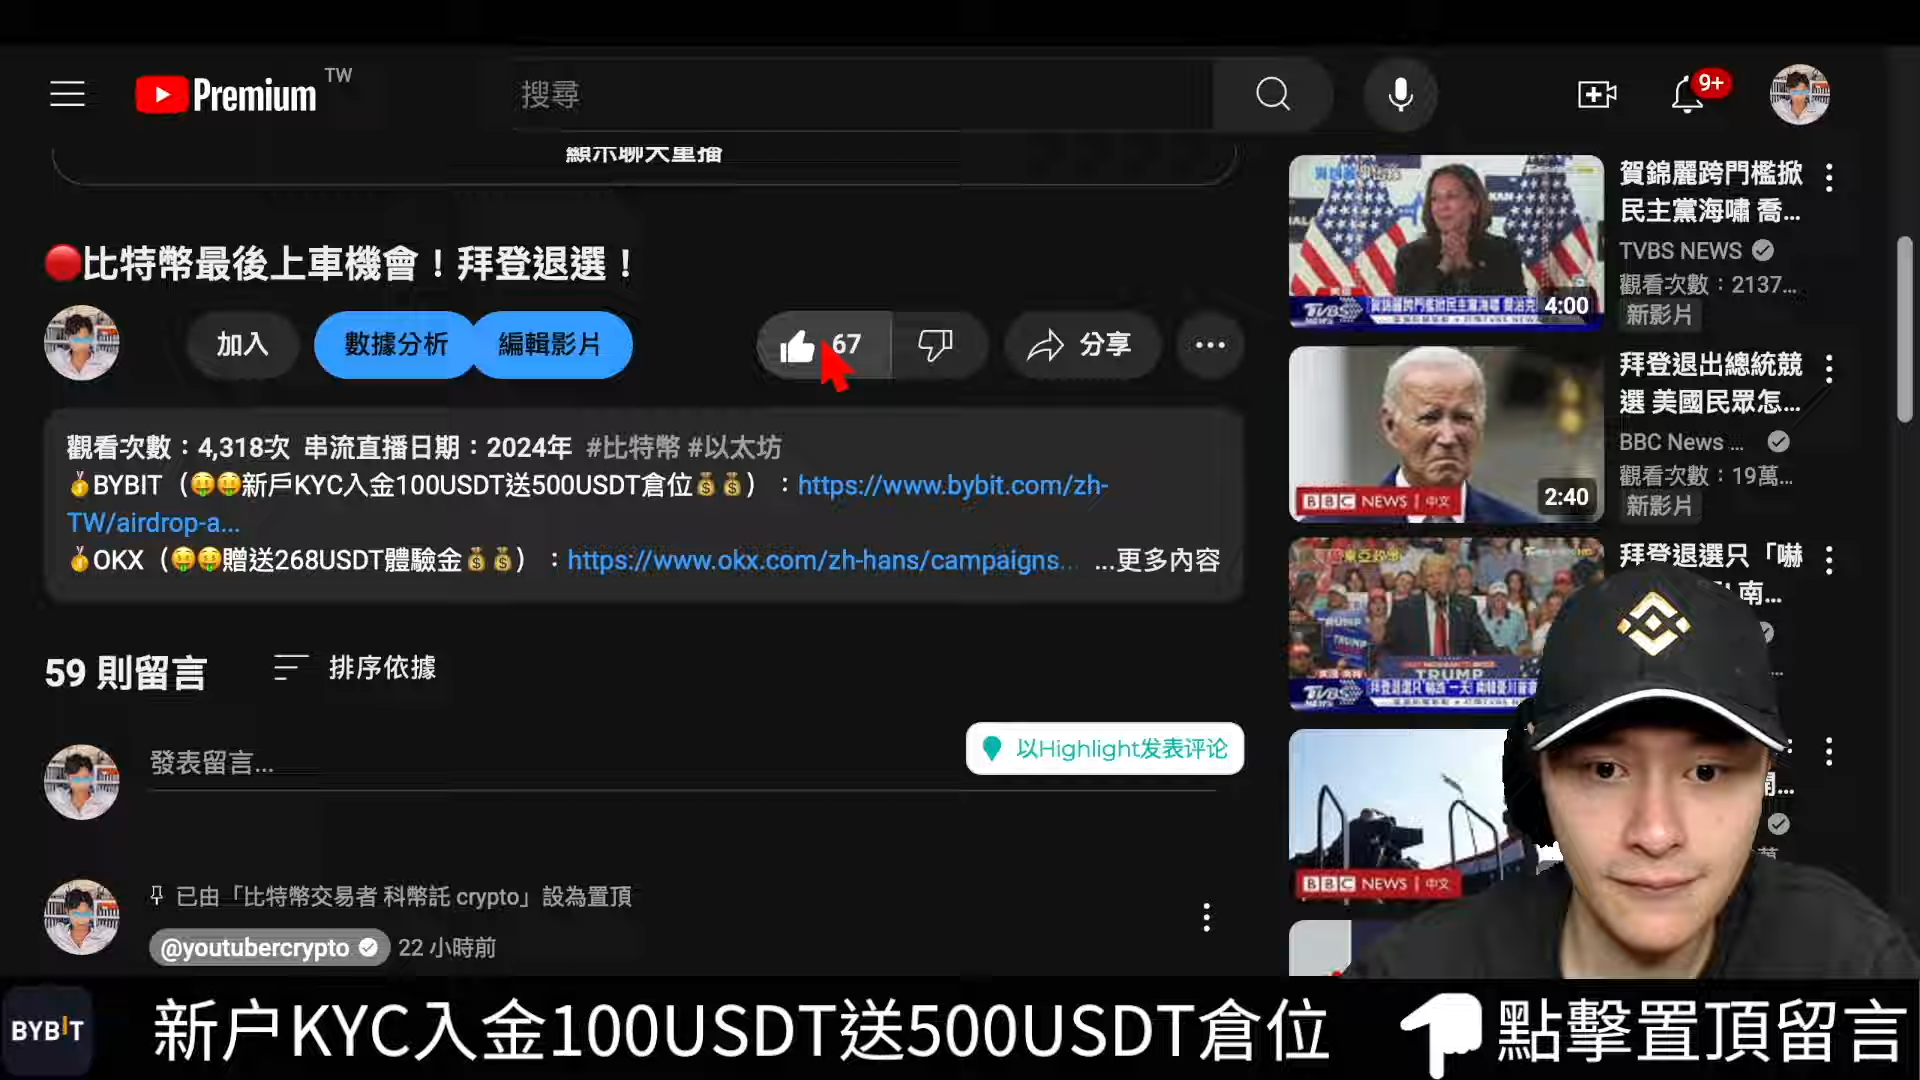 Premium TW
搜尋
9+
顯示聊天重播
🔴比特幣最後上車機會！拜登退選！
加入
數據分析
編輯影片
67
分享
觀看次數：4,318次 串流直播日期：2024年 #比特幣 #以太坊
🥇BYBIT（🤑🤑新戶KYC入金100USDT送500USDT倉位💰💰）：https://www.bybit.com/zh-
TW/airdrop-a...
🥇OKX（🤑🤑贈送268USDT體驗金💰💰）：https://www.okx.com/zh-hans/campaigns... ...更多內容
59 則留言
排序依據
發表留言...
以Highlight发表评论
已由「比特幣交易者 科幣託 crypto」設為置頂
@youtubercrypto 22 小時前
4:00
賀錦麗跨門檻掀
民主黨海嘯 喬...
TVBS NEWS
觀看次數：2137...
新影片
BBC NEWS 中文
2:40
拜登退出總統競
選 美國民眾怎...
BBC News ...
觀看次數：19萬...
新影片
TRUMP
TVBS
拜登退選只「嚇
南...
BBC NEWS 中文
BYBIT
新户KYC入金100USDT送500USDT倉位
點擊置頂留言